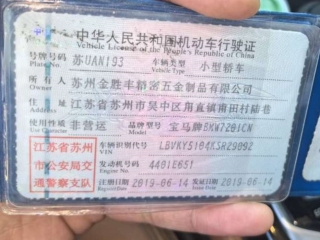 中华人民共和国机动车行驶证
Vehicle License of the People's Republic of China
号牌号码 苏UAN193 车辆类型 小型轿车
Plate No. Vehicle Type
所有人 苏州金胜丰精密五金制品有限公司
Owner
住址 江苏省苏州市吴中区甪直镇甫田村陆巷
Address
使用性质 非营运 品牌型号 宝马牌BMW7201CN
Use Character Model
江苏省苏州 车辆识别代号 LBVKY5104KSR29092
市公安局交 VIN
发动机号码 4401E651
通警察支队 Engine No.
注册日期 2019-06-14 发证日期 2019-06-14
Register Date Issue Date